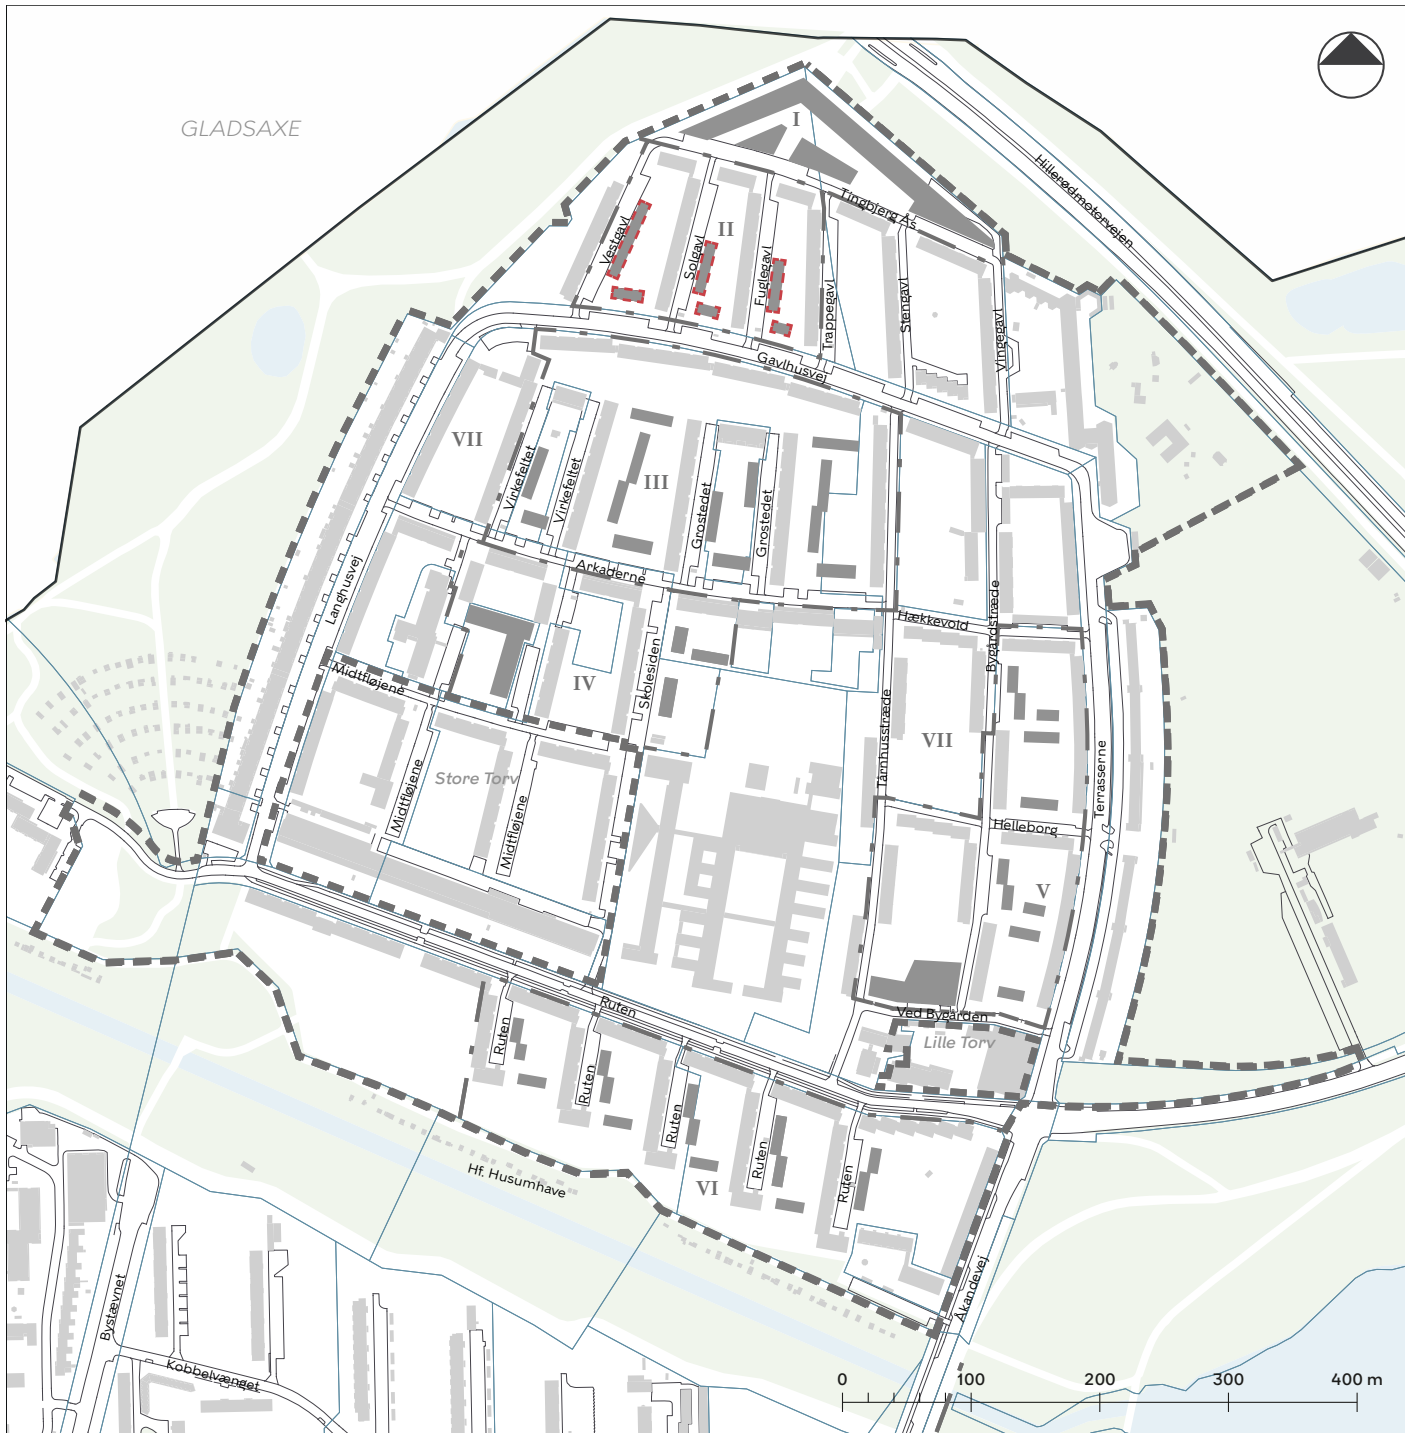 GLADSAXE
I
Hillerødmotorvejen
Tingbjerg Ås
II
Vestgavl
Solgavl
Fuglegavl
Trappegavl
Stengavl
Vingegavl
Gavlhusvej
VII
Virkefeltet
Virkefeltet
III
Grostedet
Grostedet
Langhusvej
Arkaderne
Hækkevold
Bygårdstræde
Midtfløjene
IV
Skolesiden
Tårnhusstræde
VII
Terrasserne
Store Torv
Midtfløjene
Midtfløjene
Helleborg
V
Ruten
Ved Bygården
Lille Torv
Ruten
Ruten
Ruten
Ruten
Ruten
VI
Hf. Husumhave
Åkandevej
Bystævnet
Kobbelvænget
0 100 200 300 400 m